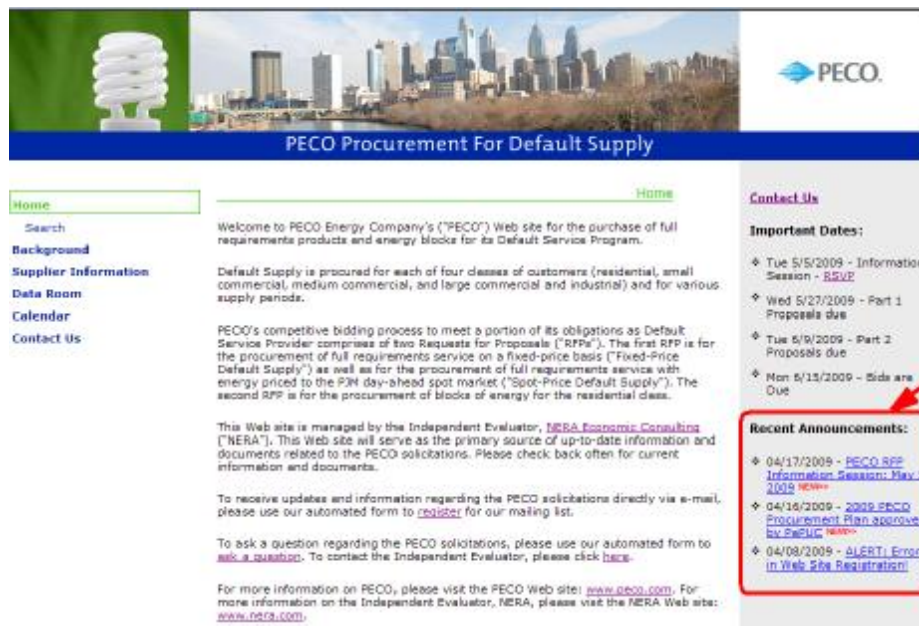 PECO.
PECO Procurement For Default Supply
Home
Search
Background
Supplier Information
Data Room
Calendar
Contact Us
Home
Welcome to PECO Energy Company's ("PECO") Web site for the purchase of full
requirements products and energy blocks for its Default Service Program.
Default Supply is procured for each of four classes of customers (residential, small
commercial, medium commercial, and large commercial and industrial) and for various
supply periods.
PECO's competitive bidding process to meet a portion of its obligations as Default
Service Provider comprises of two Requests for Proposals ("RFPs"). The first RFP is for
the procurement of full requirements service on a fixed-price basis ("Fixed-Price
Default Supply") as well as for the procurement of full requirements service with
energy priced to the PJM day-ahead spot market ("Spot-Price Default Supply"). The
second RFP is for the procurement of blocks of energy for the residential class.
This Web site is managed by the Independent Evaluator, NERA Economic Consulting
("NERA"). This Web site will serve as the primary source of up-to-date information and
documents related to the PECO solicitations. Please check back often for current
information and documents.
To receive updates and information regarding the PECO solicitations directly via e-mail,
please use our automated form to register for our mailing list.
To ask a question regarding the PECO solicitations, please use our automated form to
ask a question. To contact the Independent Evaluator, please click here.
For more information on PECO, please visit the PECO Web site: www.peco.com. For
more information on the Independent Evaluator, NERA, please visit the NERA Web site:
www.nera.com.
Contact Us
Important Dates:
Tue 5/5/2009 - Informatio
Session - RSVP
Wed 5/27/2009 - Part 1
Proposals due
Tue 6/9/2009 - Part 2
Proposals due
Mon 6/15/2009 - Bids are
Due
Recent Announcements:
04/17/2009 - PECO RFP
Information Session: May
2009 NEW>>
04/16/2009 - 2009 PECO
Procurement Plan approve
by PaPUC NEW>>
04/08/2009 - ALERT: Error
in Web Site Registration!